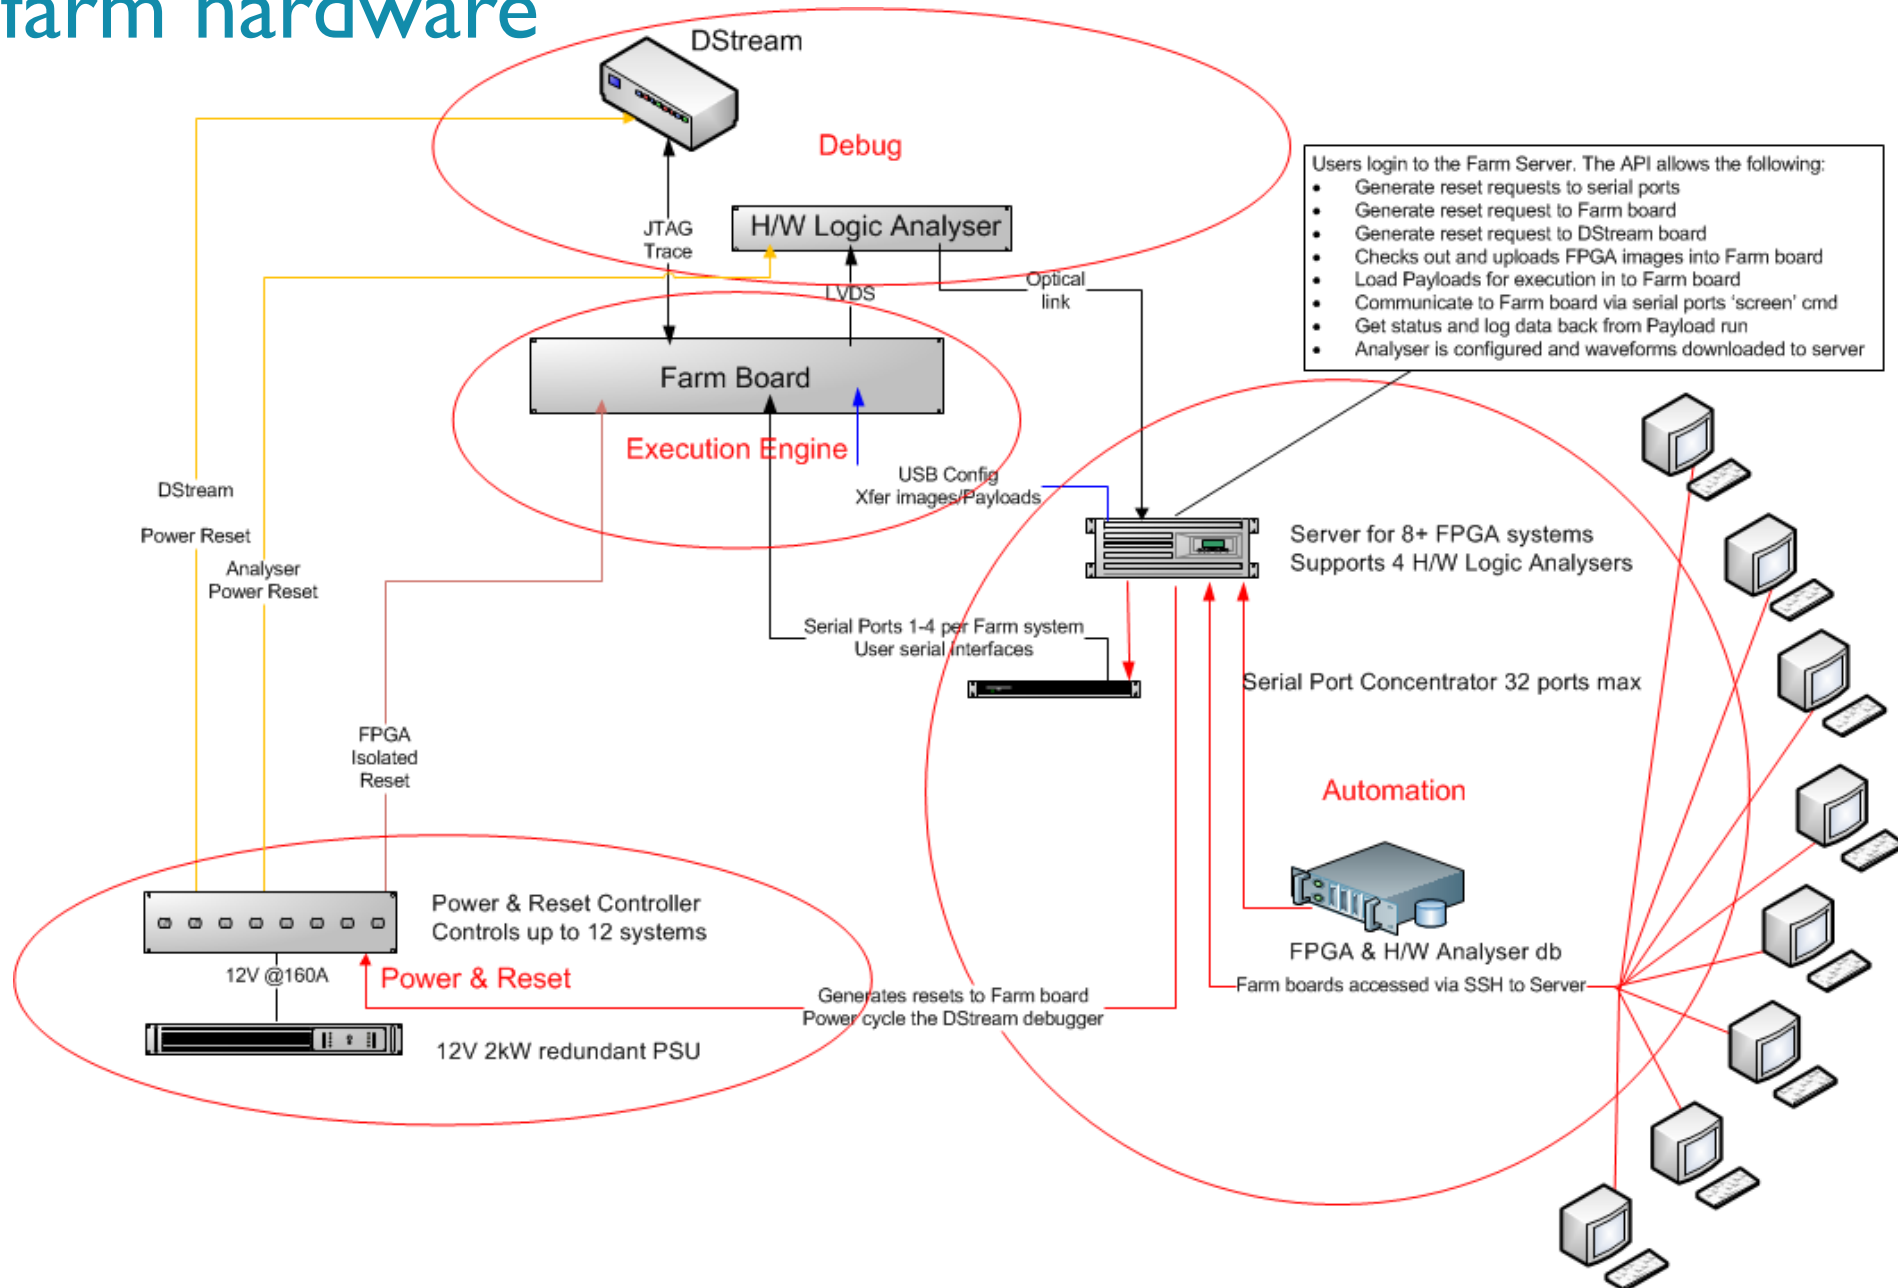 farm hardware
DStream
Debug
H/W Logic Analyser
JTAG
Trace
LVDS
Optical
link
Users login to the Farm Server. The API allows the following:
• Generate reset requests to serial ports
• Generate reset request to Farm board
• Generate reset request to DStream board
• Checks out and uploads FPGA images into Farm board
• Load Payloads for execution in to Farm board
• Communicate to Farm board via serial ports ‘screen’ cmd
• Get status and log data back from Payload run
• Analyser is configured and waveforms downloaded to server
Farm Board
Execution Engine
USB Config
Xfer images/Payloads
DStream
Power Reset
Analyser
Power Reset
Server for 8+ FPGA systems
Supports 4 H/W Logic Analysers
Serial Ports 1-4 per Farm system
User serial interfaces
Serial Port Concentrator 32 ports max
FPGA
Isolated
Reset
Automation
Power & Reset Controller
Controls up to 12 systems
FPGA & H/W Analyser db
12V @160A
Power & Reset
Farm boards accessed via SSH to Server
Generates resets to Farm board
Power cycle the DStream debugger
12V 2kW redundant PSU